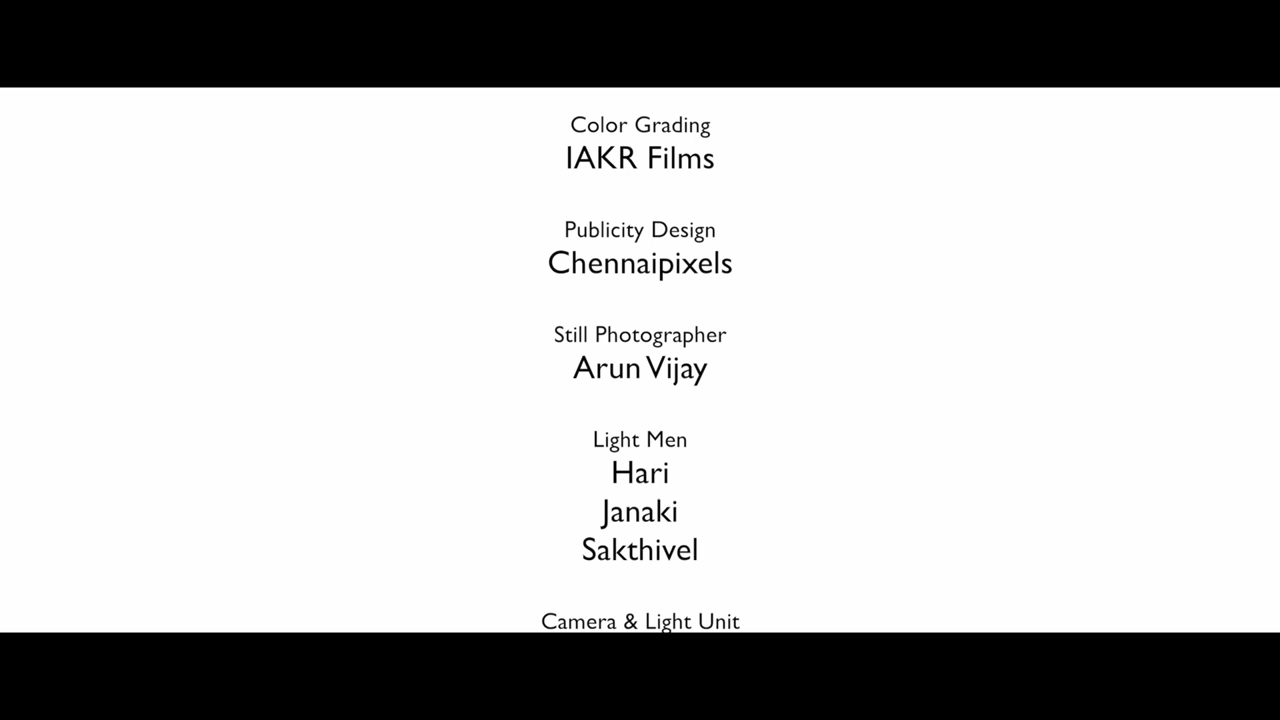 Color Grading
IAKR Films
Publicity Design
Chennaipixels
Still Photographer
Arun Vijay
Light Men
Hari
Janaki
Sakthivel
Camera & Light Unit